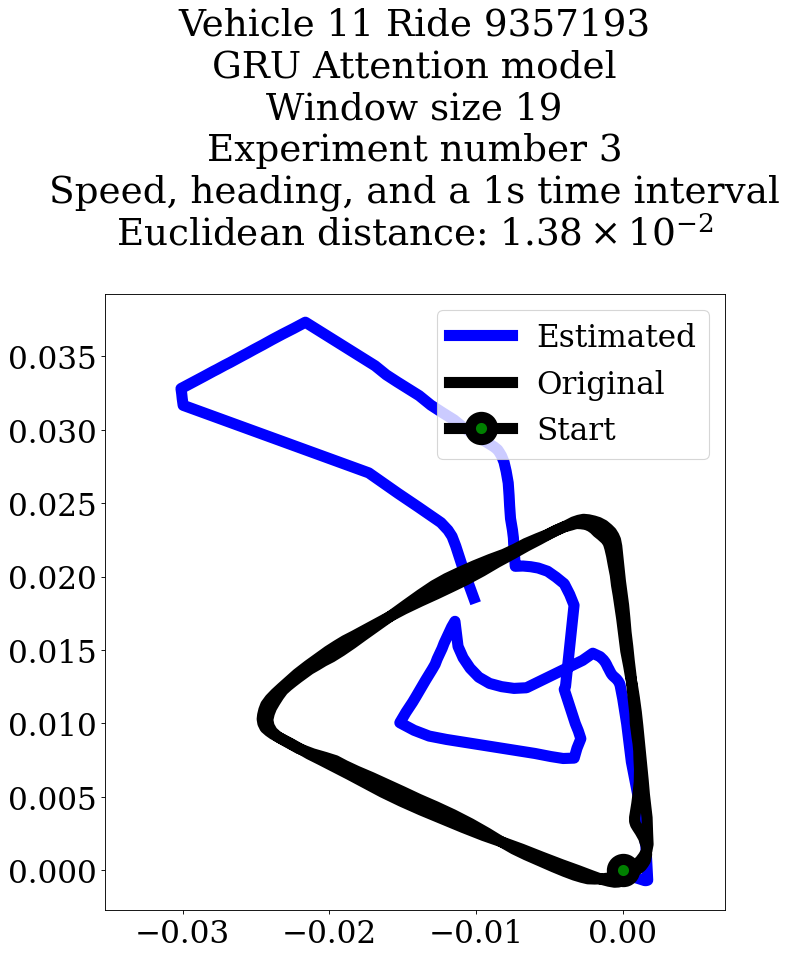 Vehicle 11 Ride 9357193
GRU Attention model
Window size 19
Experiment number 3
Speed, heading, and a 1s time interval
Euclidean distance: 1.38 × 10⁻²
Estimated
Original
Start
0.035
0.030
0.025
0.020
0.015
0.010
0.005
0.000
−0.03 −0.02 −0.01 0.00